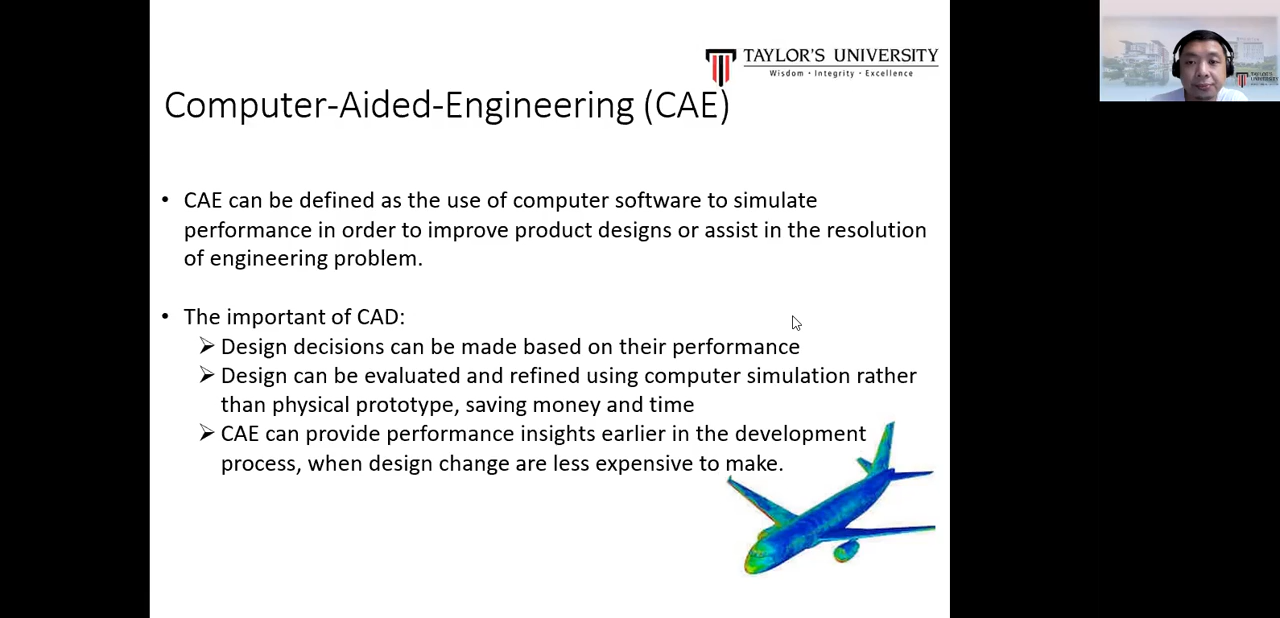 TAYLOR'S UNIVERSITY
Wisdom · Integrity · Excellence
Computer-Aided-Engineering (CAE)
• CAE can be defined as the use of computer software to simulate
performance in order to improve product designs or assist in the resolution
of engineering problem.
• The important of CAD:
➢ Design decisions can be made based on their performance
➢ Design can be evaluated and refined using computer simulation rather
than physical prototype, saving money and time
➢ CAE can provide performance insights earlier in the development
process, when design change are less expensive to make.
TAYLOR'S
UNIVERSITY